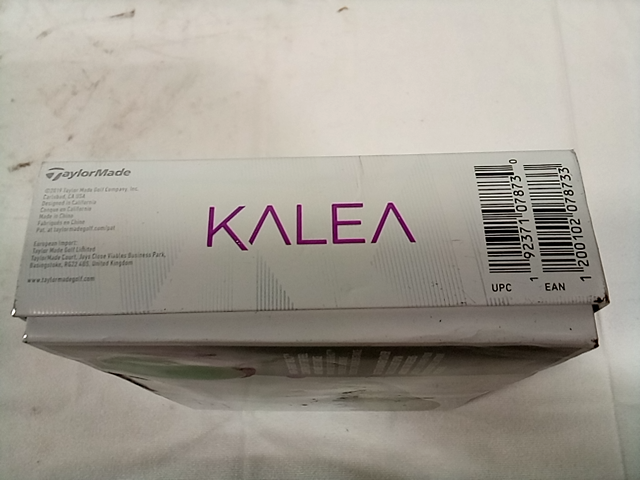 TaylorMade
©2019 Taylor Made Golf Company, Inc.
Carlsbad, CA USA
Designed in California
Conçue en Californie
Made in China
Fabriqués en Chine
Pat. at taylormadegolf.com/pat
European Import:
Taylor Made Golf Limited
TaylorMade Court, Jays Close Viables Business Park,
Basingstoke, RG22 4BS, United Kingdom
www.taylormadegolf.com
KALEA
UPC
1 92371 07873 0
EAN
1 200102 078733